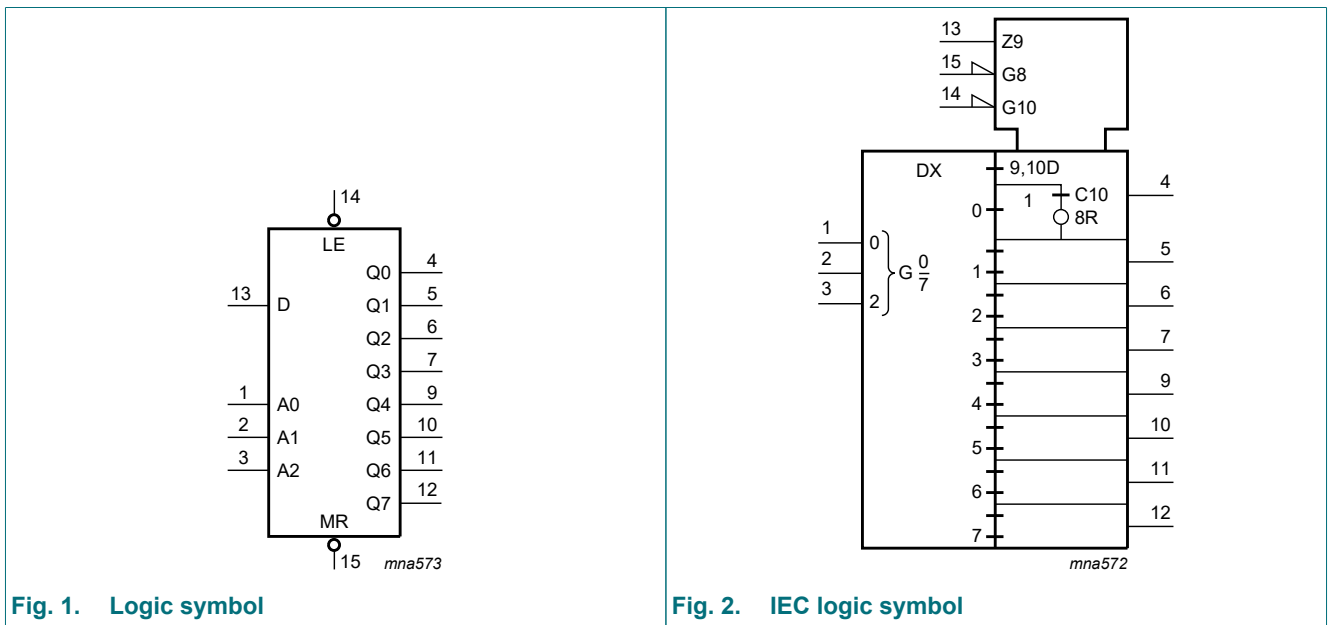 14
LE
Q0 4
13 D Q1 5
Q2 6
Q3 7
1 A0 Q4 9
2 A1 Q5 10
3 A2 Q6 11
Q7 12
MR
15 mna573
Fig. 1. Logic symbol
13 Z9
15 G8
14 G10
DX 9,10D
0 1 C10 4
8R
1 0 5
2 G 0 1
7
3 2 6
2
7
3
9
4
10
5
11
6
12
7
mna572
Fig. 2. IEC logic symbol